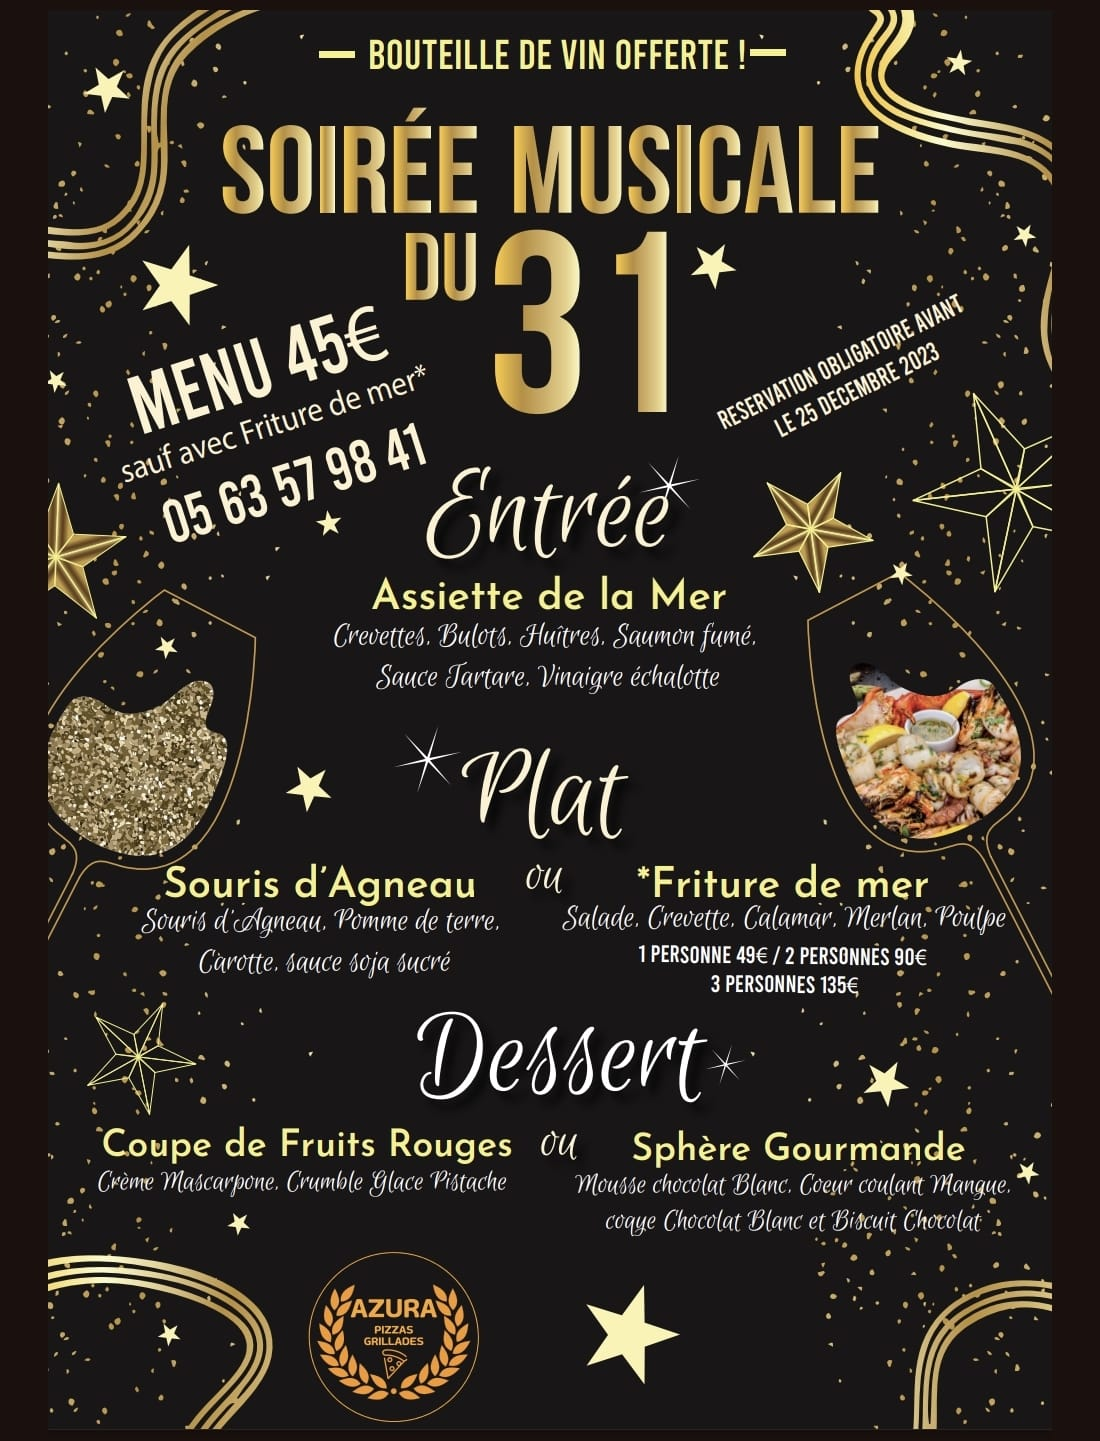 BOUTEILLE DE VIN OFFERTE !
SOIRÉE MUSICALE
DU 31
MENU 45€
sauf avec Friture de mer*
05 63 57 98 41
RESERVATION OBLIGATOIRE AVANT
LE 25 DECEMBRE 2023
Entrée
Assiette de la Mer
Crevettes, Bulots, Huîtres, Saumon fumé,
Sauce Tartare, Vinaigre échalotte
Plat
Souris d'Agneau
Souris d'Agneau, Pomme de terre,
Carotte, sauce soja sucré
ou
*Friture de mer
Salade, Crevette, Calamar, Merlan, Poulpe
1 PERSONNE 49€ / 2 PERSONNES 90€
3 PERSONNES 135€
Dessert
Coupe de Fruits Rouges
Crème Mascarpone, Crumble Glace Pistache
ou
Sphère Gourmande
Mousse chocolat Blanc, Coeur coulant Mangue,
coque Chocolat Blanc et Biscuit Chocolat
AZURA
PIZZAS
GRILLADES